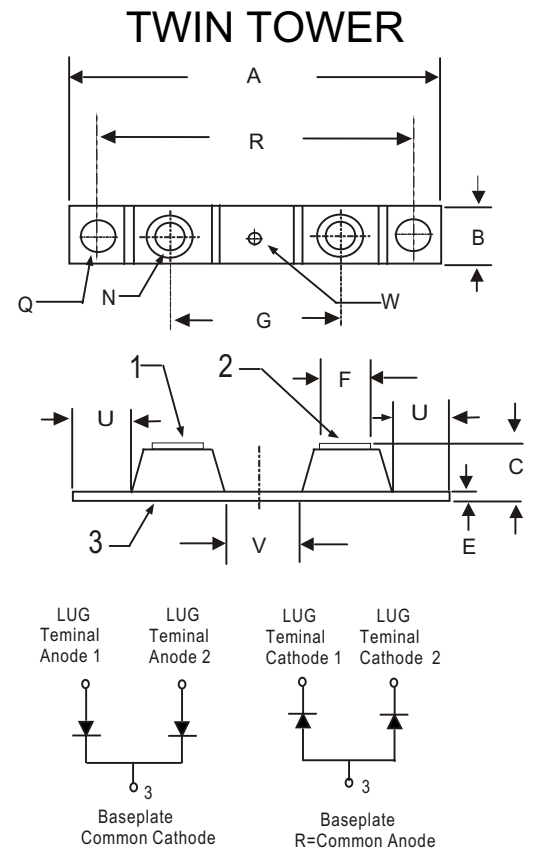 TWIN TOWER
A
R
B
Q
N
G
W
1
2
F
U
U
C
3
V
E
LUG
Teminal
Anode 1
LUG
Teminal
Anode 2
LUG
Teminal
Cathode 1
LUG
Teminal
Cathode 2
3
Baseplate
Common Cathode
3
Baseplate
R=Common Anode